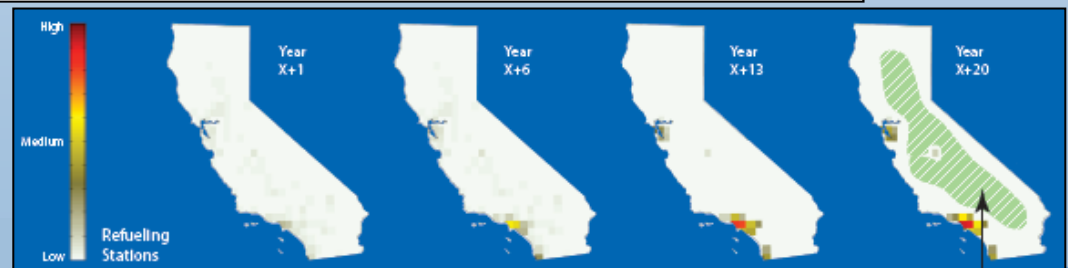 High
Medium
Low
Refueling
Stations
Year
X+1
Year
X+6
Year
X+13
Year
X+20